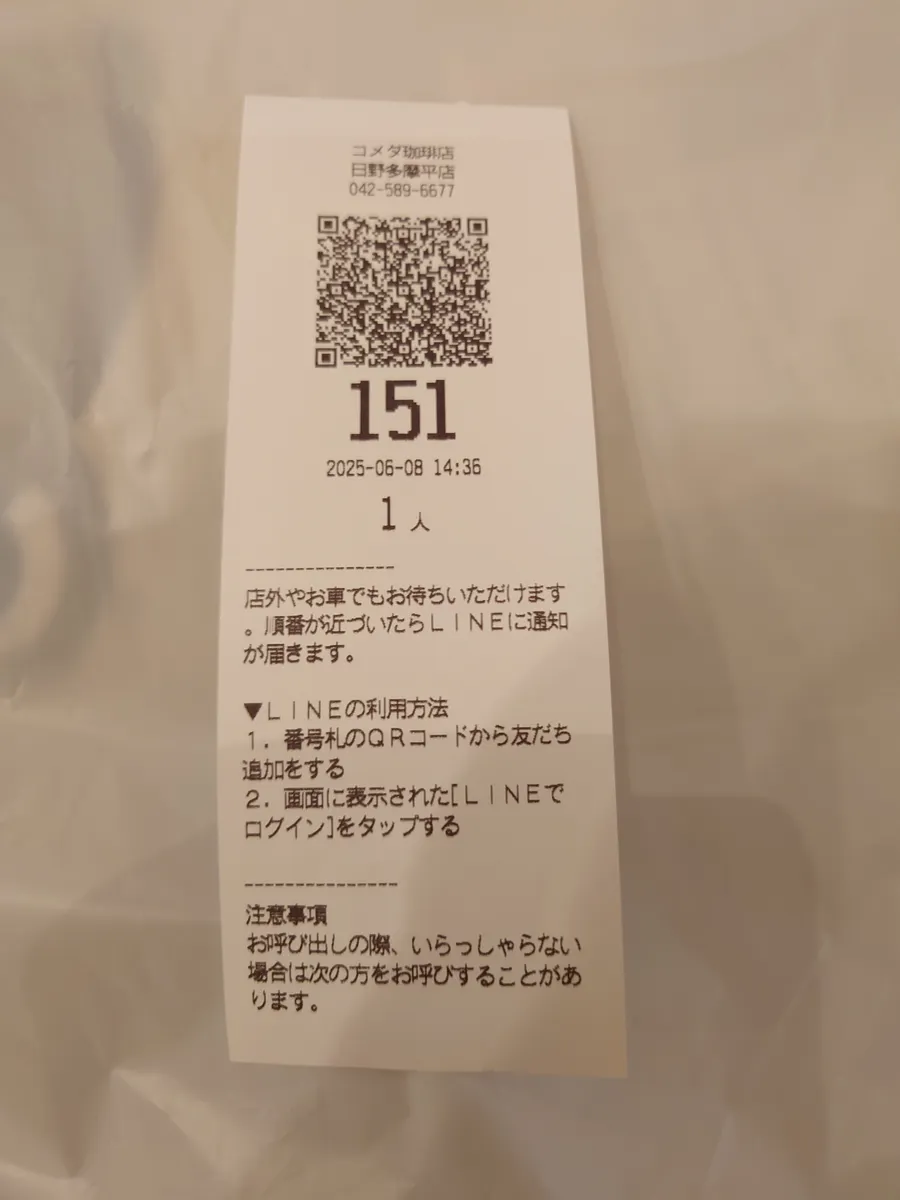 コメダ珈琲店
日野多摩平店
042-589-6677
151
2025-06-08 14:36
1 人
---------------
店外やお車でもお待ちいただけます
。順番が近づいたらLINEに通知
が届きます。
▼LINEの利用方法
1．番号札のQRコードから友だち
追加をする
2．画面に表示された[LINEで
ログイン]をタップする
---------------
注意事項
お呼び出しの際、いらっしゃらない
場合は次の方をお呼びすることがあ
ります。